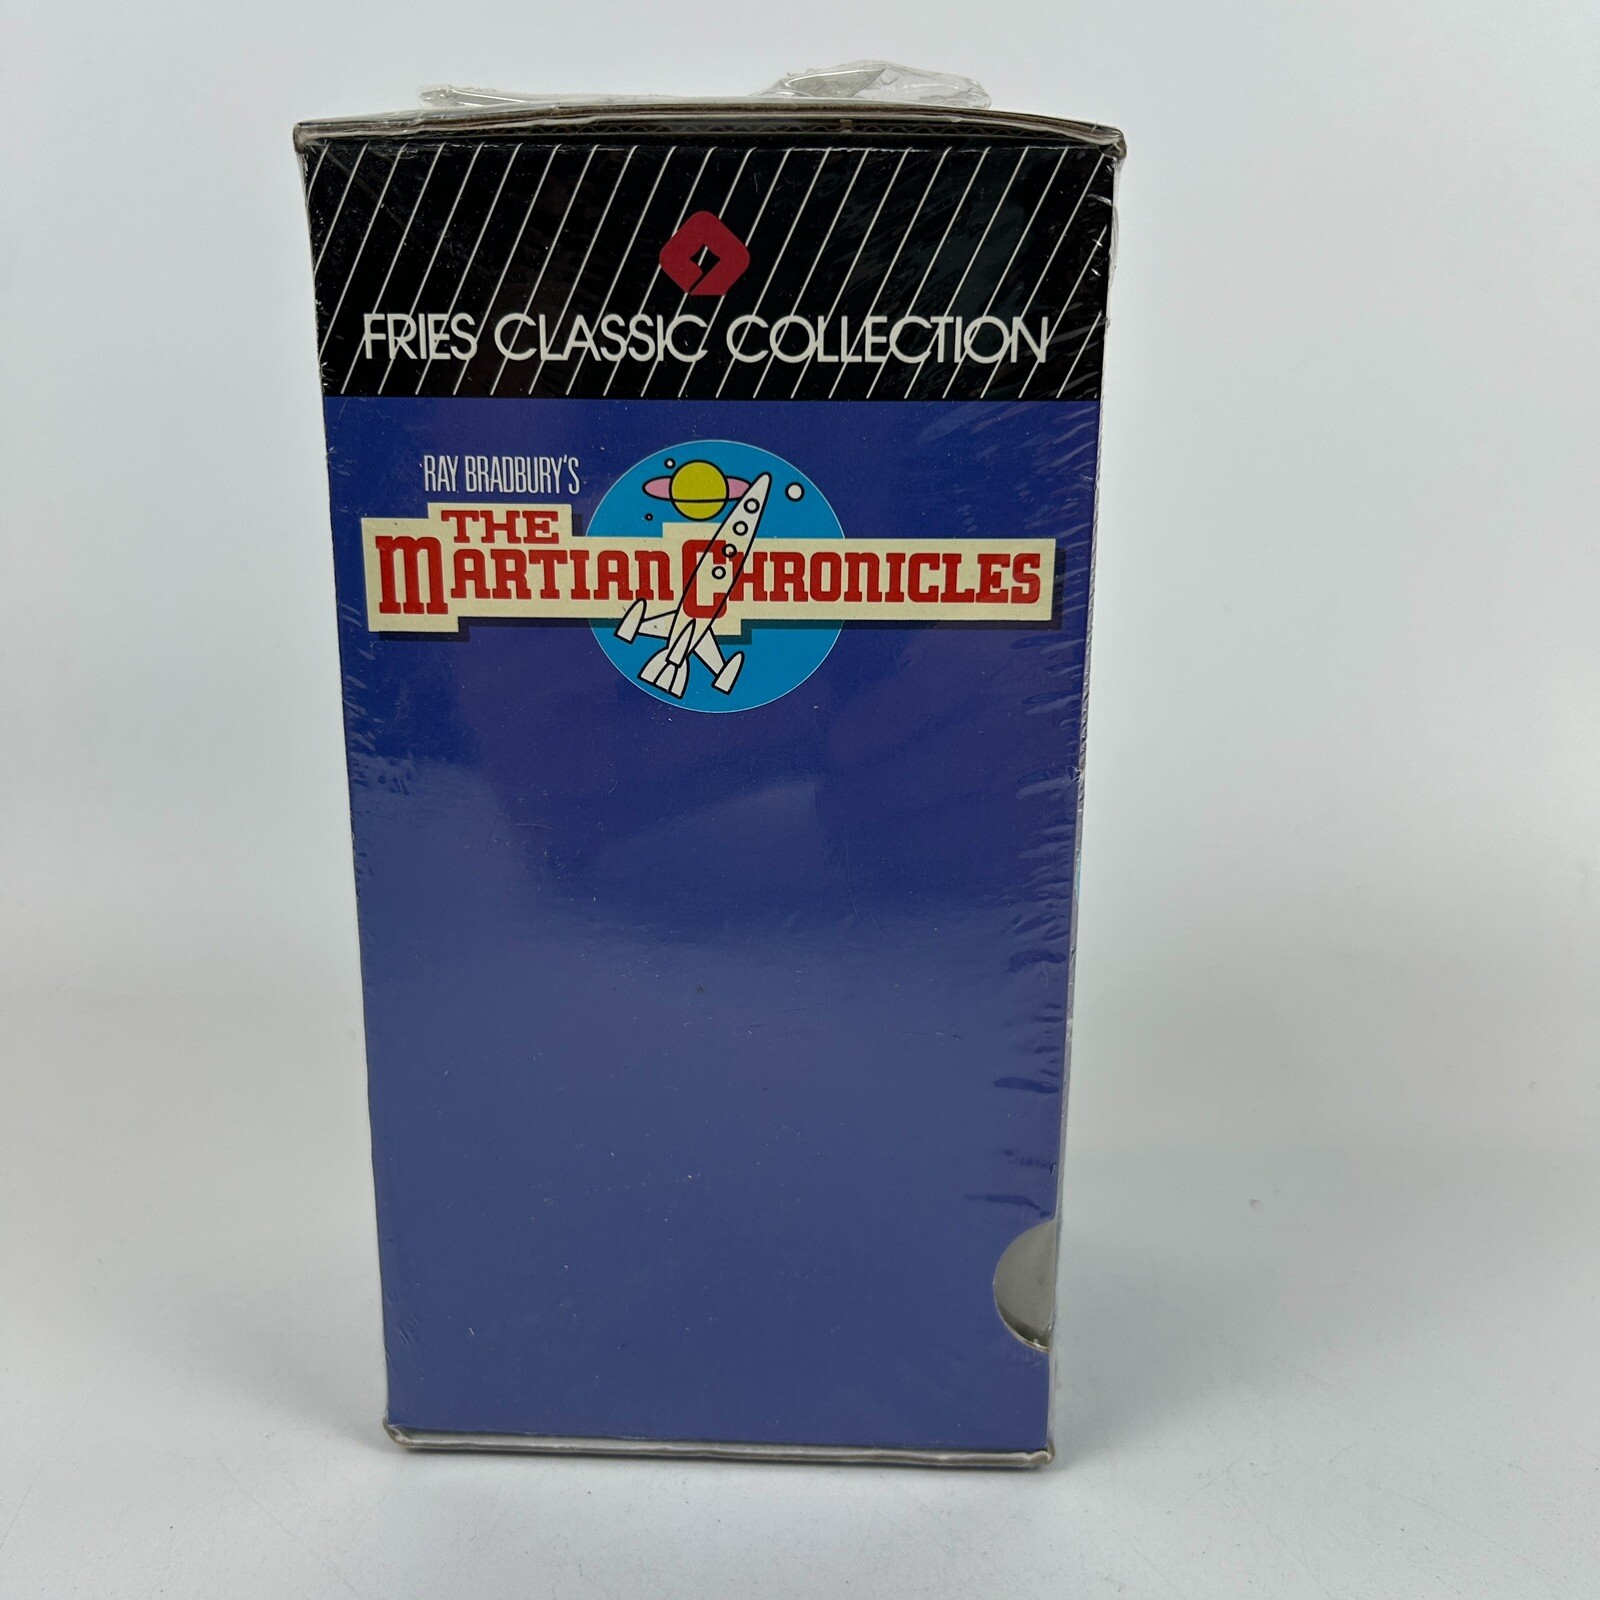 FRIES CLASSIC COLLECTION
RAY BRADBURY'S
THE
MARTIAN CHRONICLES